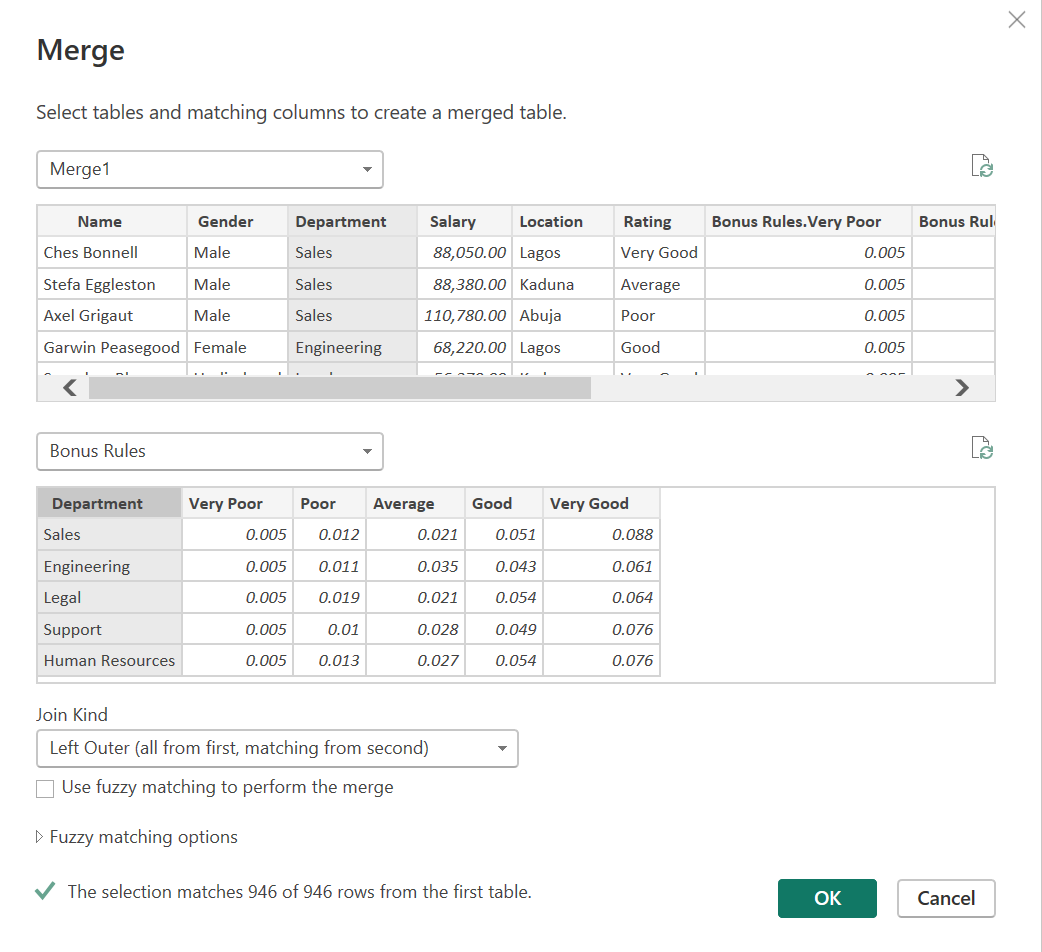 Merge
Select tables and matching columns to create a merged table.
Merge1
Name Gender Department Salary Location Rating Bonus Rules.Very Poor Bonus Rul
Ches Bonnell Male Sales 88,050.00 Lagos Very Good 0.005
Stefa Eggleston Male Sales 88,380.00 Kaduna Average 0.005
Axel Grigaut Male Sales 110,780.00 Abuja Poor 0.005
Garwin Peasegood Female Engineering 68,220.00 Lagos Good 0.005
Bonus Rules
Department Very Poor Poor Average Good Very Good
Sales 0.005 0.012 0.021 0.051 0.088
Engineering 0.005 0.011 0.035 0.043 0.061
Legal 0.005 0.019 0.021 0.054 0.064
Support 0.005 0.01 0.028 0.049 0.076
Human Resources 0.005 0.013 0.027 0.054 0.076
Join Kind
Left Outer (all from first, matching from second)
Use fuzzy matching to perform the merge
Fuzzy matching options
The selection matches 946 of 946 rows from the first table.
OK Cancel